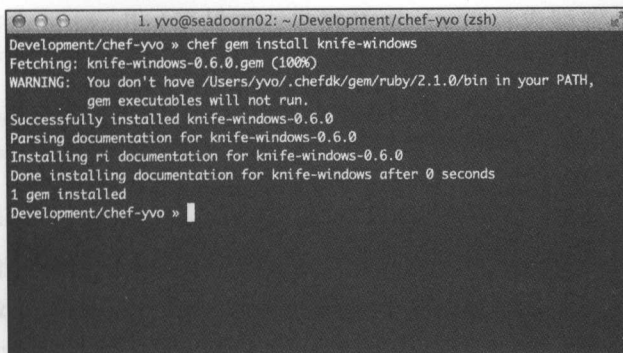 1. yvo@seadoorn02: ~/Development/chef-yvo (zsh)
Development/chef-yvo » chef gem install knife-windows
Fetching: knife-windows-0.6.0.gem (100%)
WARNING:  You don't have /Users/yvo/.chefdk/gem/ruby/2.1.0/bin in your PATH,
gem executables will not run.
Successfully installed knife-windows-0.6.0
Parsing documentation for knife-windows-0.6.0
Installing ri documentation for knife-windows-0.6.0
Done installing documentation for knife-windows after 0 seconds
1 gem installed
Development/chef-yvo »